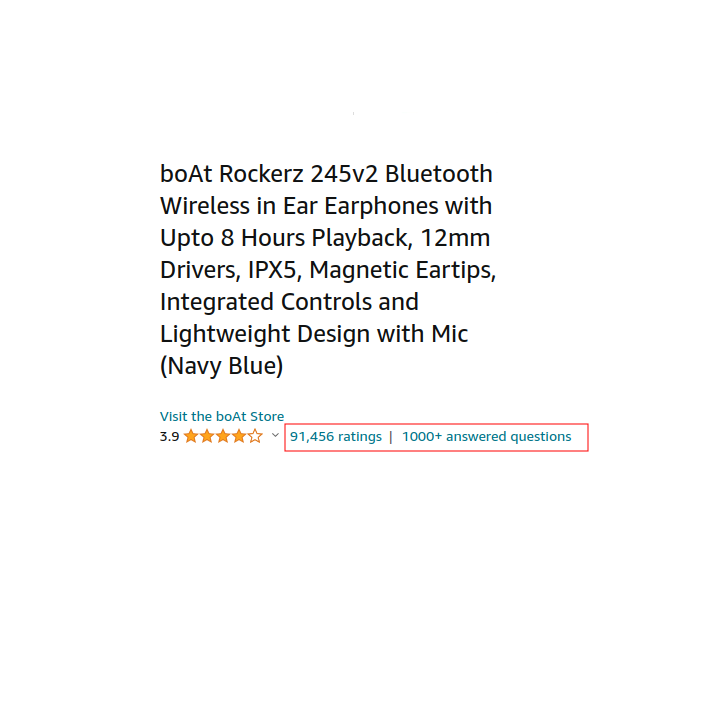 boAt Rockerz 245v2 Bluetooth
Wireless in Ear Earphones with
Upto 8 Hours Playback, 12mm
Drivers, IPX5, Magnetic Eartips,
Integrated Controls and
Lightweight Design with Mic
(Navy Blue)
Visit the boAt Store
3.9 91,456 ratings | 1000+ answered questions